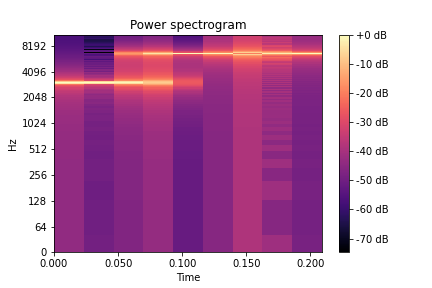 Power spectrogram
Hz
8192
4096
2048
1024
512
256
128
64
0
0.000 0.050 0.100 0.150 0.200
Time
+0 dB
-10 dB
-20 dB
-30 dB
-40 dB
-50 dB
-60 dB
-70 dB